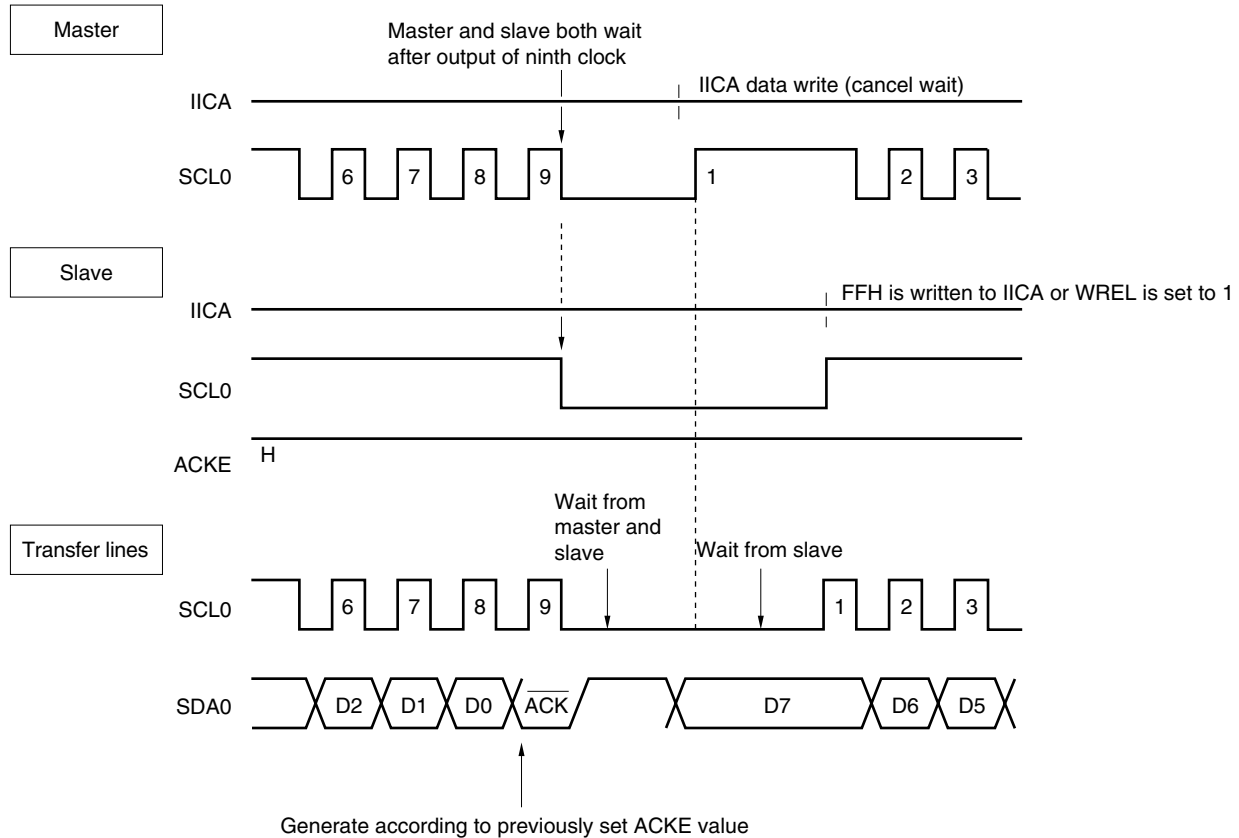 Master
Master and slave both wait
after output of ninth clock
IICA data write (cancel wait)
IICA
SCL0 6 7 8 9 1 2 3
Slave
FFH is written to IICA or WREL is set to 1
IICA
SCL0
H
ACKE
Wait from
master and
slave
Wait from slave
Transfer lines
SCL0 6 7 8 9 1 2 3
SDA0 D2 D1 D0 A̅C̅K̅ D7 D6 D5
Generate according to previously set ACKE value